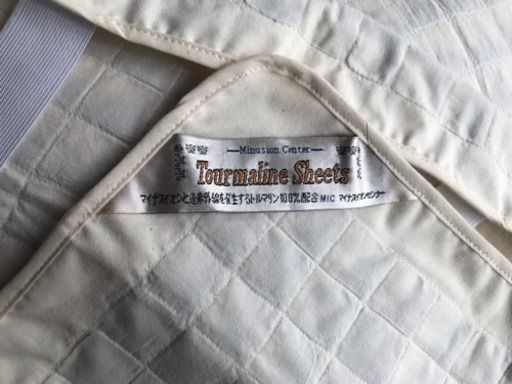 Minusion Center
Tourmaline Sheets
マイナスイオンと遠赤外線を発生するトルマリン100%配合 MIC マイナスイオンセンター